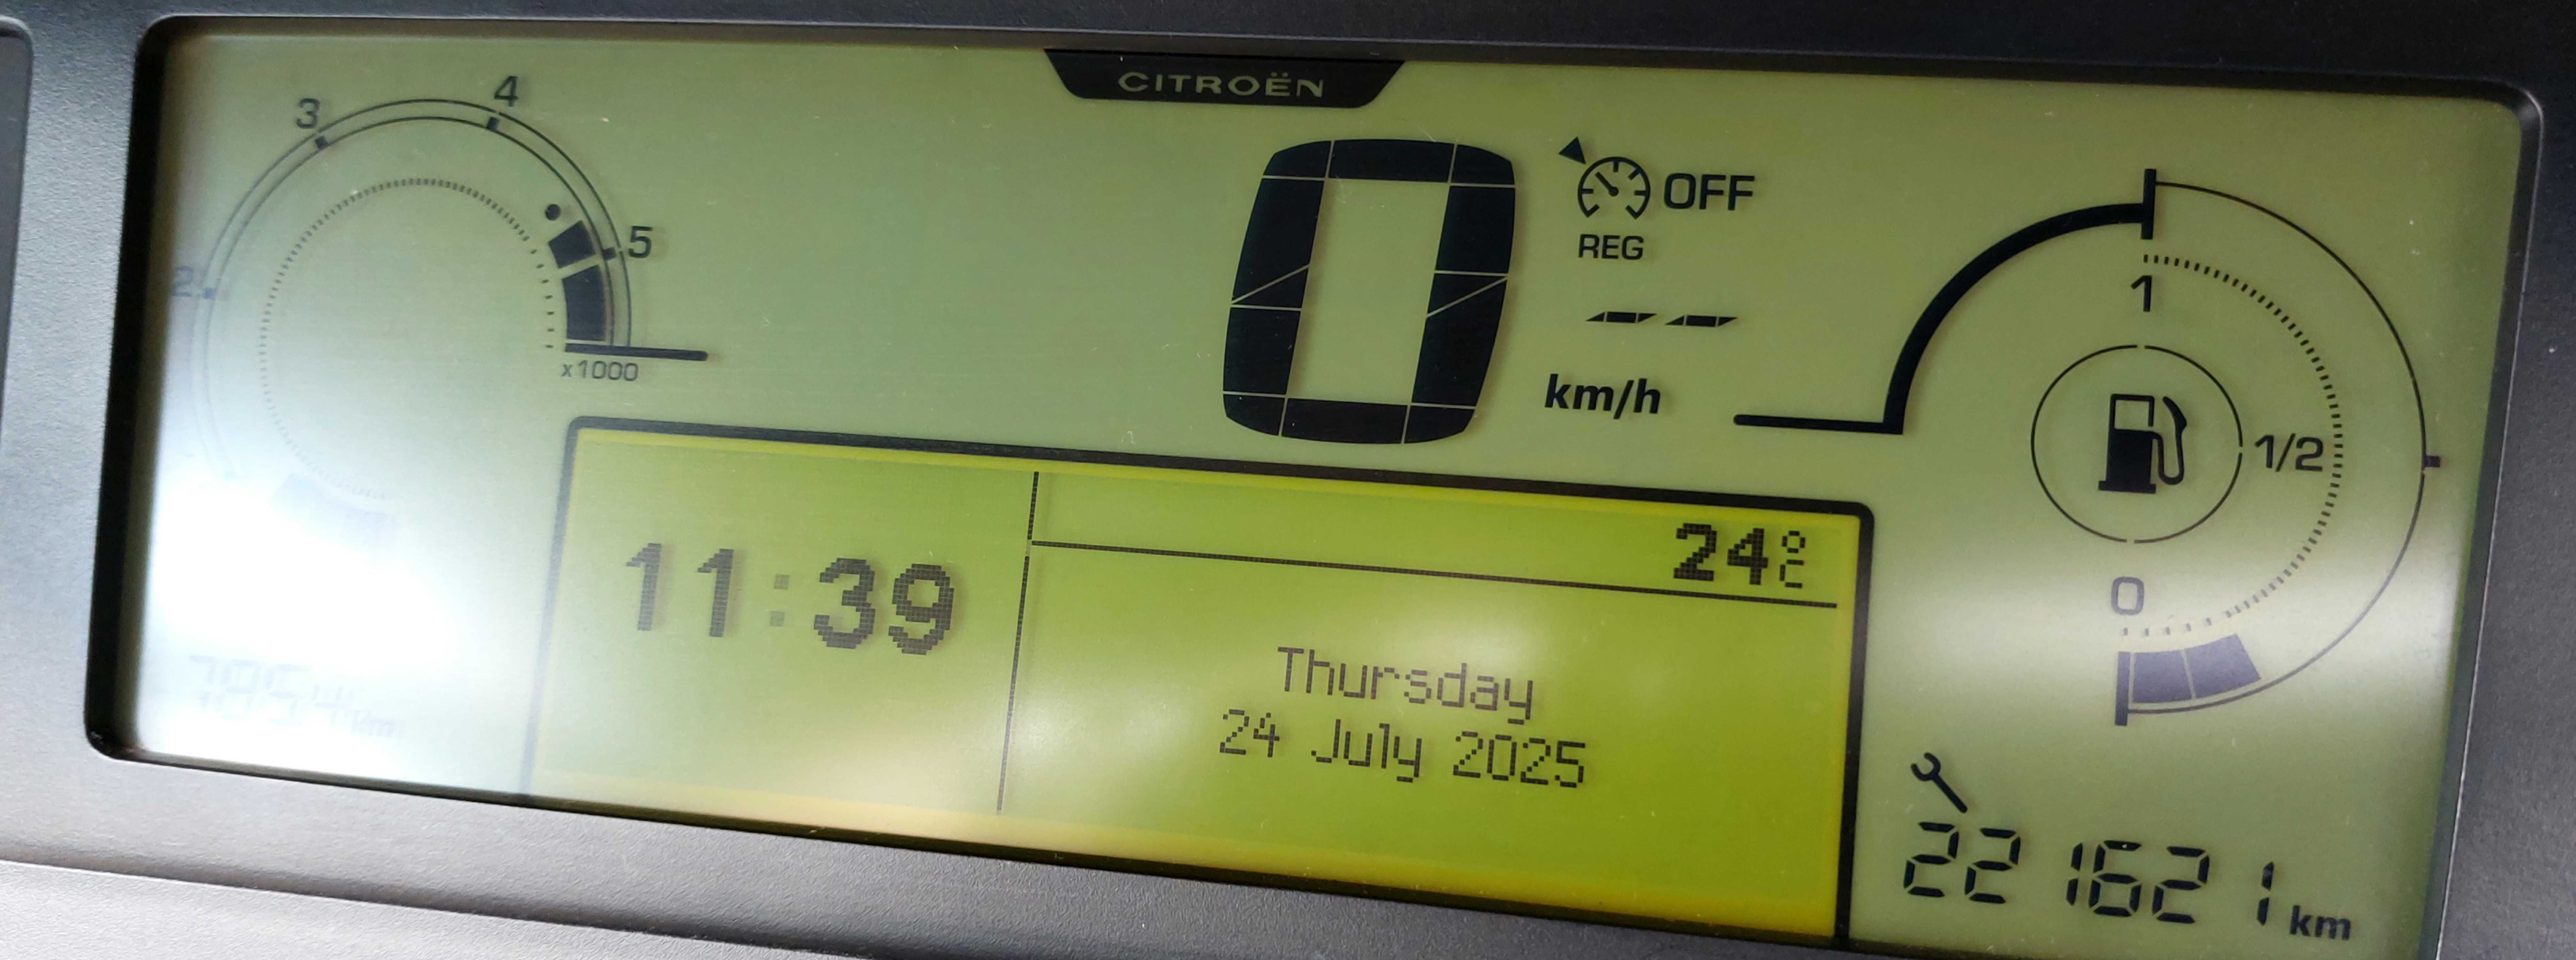 CITROËN
3
4
2
5
x1000
0
OFF
REG
-- --
km/h
1
1/2
0
11:39
24°C
Thursday
24 July 2025
221621 km